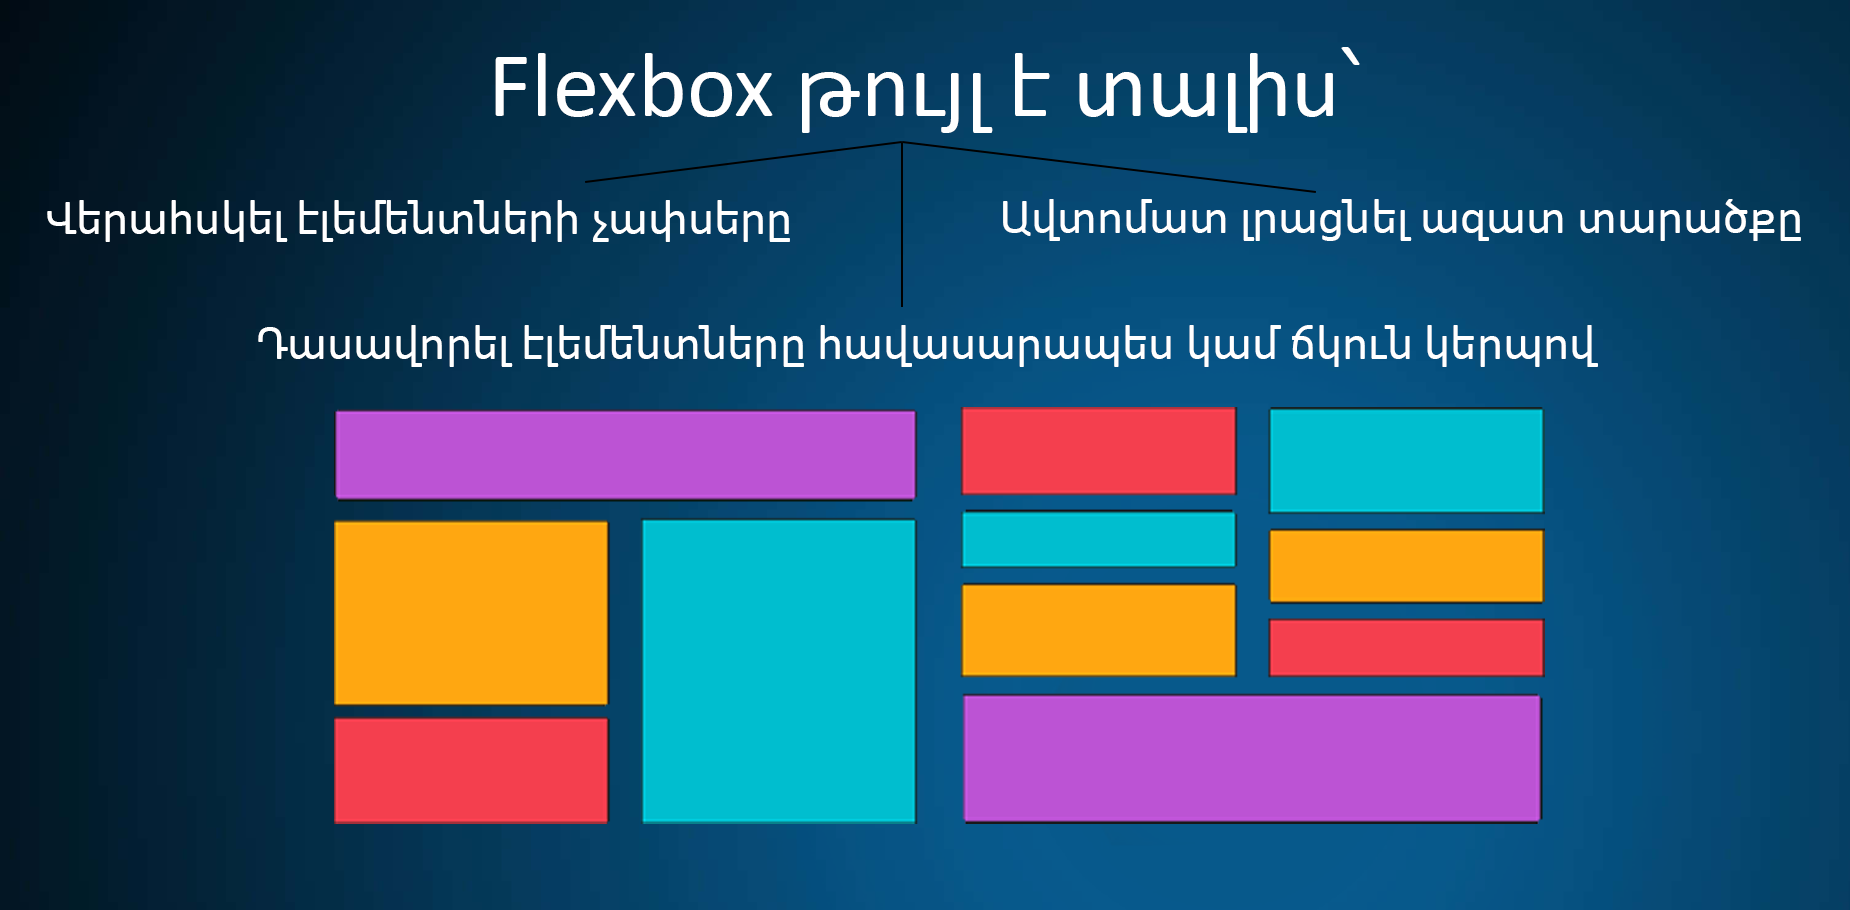 Flexbox թույլ է տալիս՝
Վերահսկել էլեմենտների չափսերը
Ավտոմատ լրացնել ազատ տարածքը
Դասավորել էլեմենտները հավասարապես կամ ճկուն կերպով